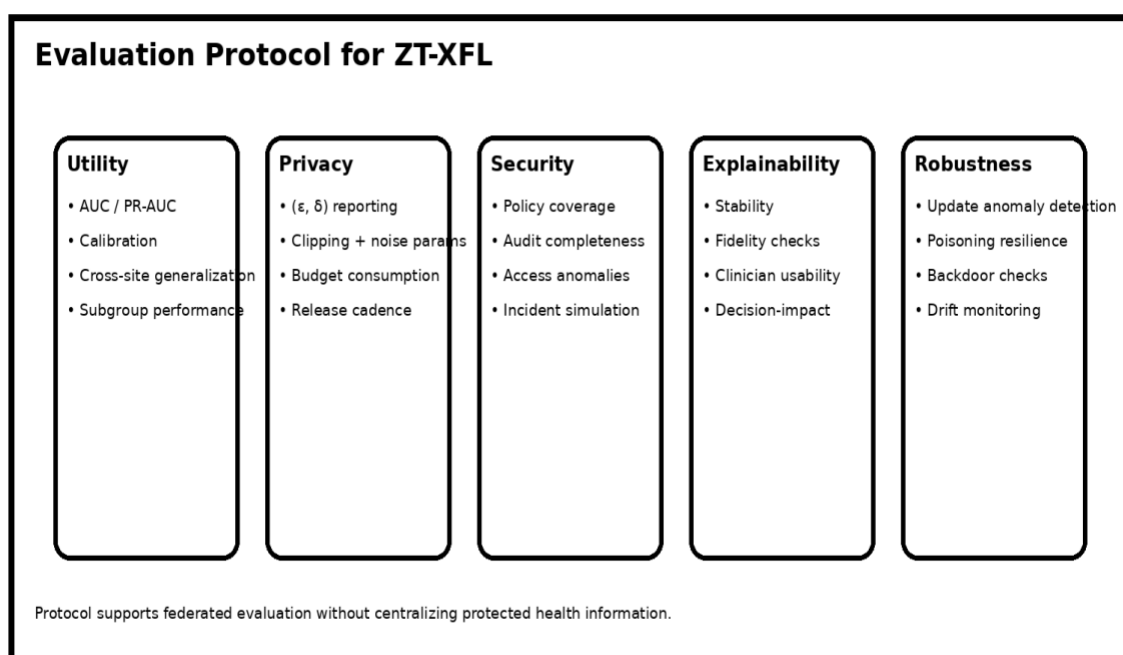 Evaluation Protocol for ZT-XFL
Utility
• AUC / PR-AUC
• Calibration
• Cross-site generalization
• Subgroup performance
Privacy
• (ε, δ) reporting
• Clipping + noise params
• Budget consumption
• Release cadence
Security
• Policy coverage
• Audit completeness
• Access anomalies
• Incident simulation
Explainability
• Stability
• Fidelity checks
• Clinician usability
• Decision-impact
Robustness
• Update anomaly detection
• Poisoning resilience
• Backdoor checks
• Drift monitoring
Protocol supports federated evaluation without centralizing protected health information.